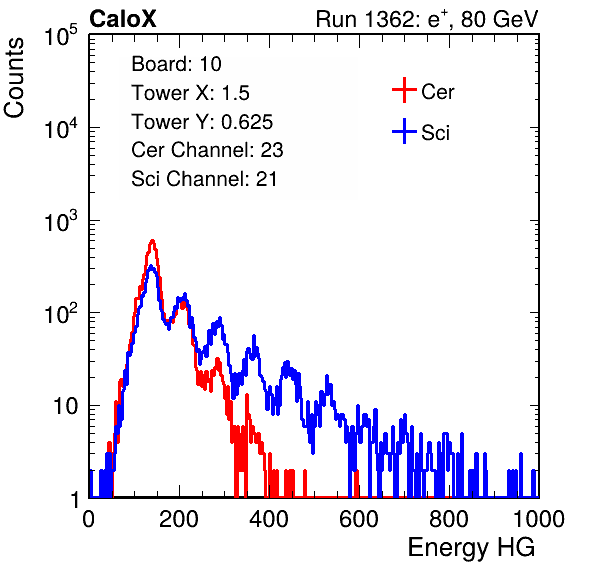 CaloX Run 1362: e⁺, 80 GeV
Counts
Board: 10
Tower X: 1.5
Tower Y: 0.625
Cer Channel: 23
Sci Channel: 21
Cer
Sci
10⁵
10⁴
10³
10²
10
1
0 200 400 600 800 1000
Energy HG